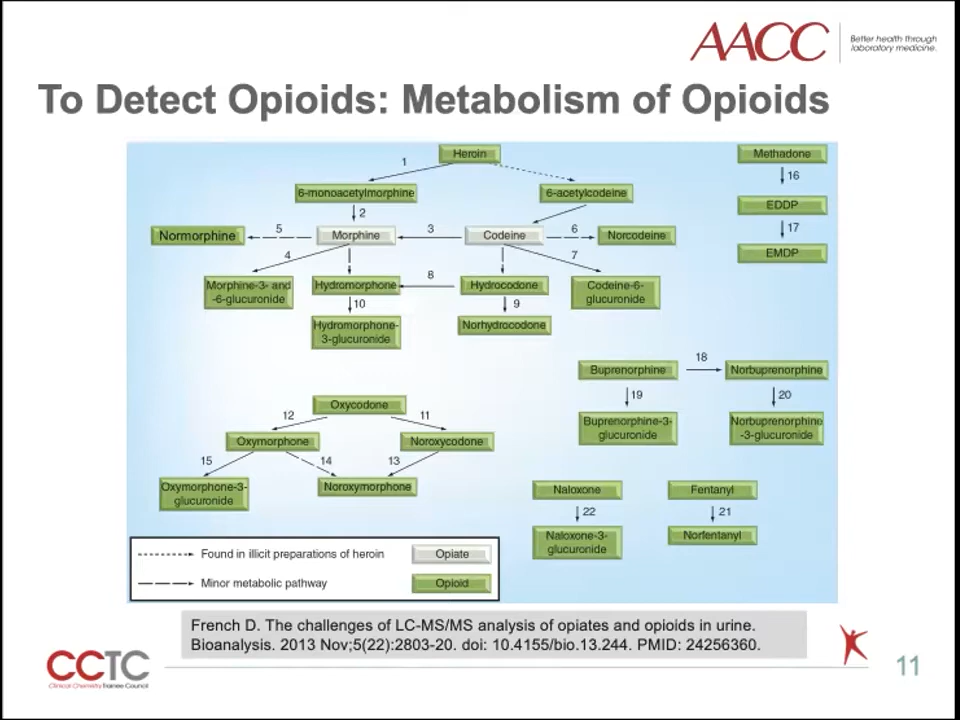 AACC
Better health through
laboratory medicine.
To Detect Opioids: Metabolism of Opioids
Heroin
Methadone
1
16
6-monoacetylmorphine
6-acetylcodeine
EDDP
2
17
Normorphine
5
Morphine
3
Codeine
6
Norcodeine
EMDP
4
7
Morphine-3- and
-6-glucuronide
Hydromorphone
8
Hydrocodone
Codeine-6-
glucuronide
10
9
Hydromorphone-
3-glucuronide
Norhydrocodone
Buprenorphine
18
Norbuprenorphine
19
20
Buprenorphine-3-
glucuronide
Norbuprenorphine
-3-glucuronide
Oxycodone
12
11
Oxymorphone
Noroxycodone
15
14
13
Oxymorphone-3-
glucuronide
Noroxymorphone
Naloxone
Fentanyl
22
21
Naloxone-3-
glucuronide
Norfentanyl
Found in illicit preparations of heroin
Opiate
Minor metabolic pathway
Opioid
French D. The challenges of LC-MS/MS analysis of opiates and opioids in urine.
Bioanalysis. 2013 Nov;5(22):2803-20. doi: 10.4155/bio.13.244. PMID: 24256360.
CCTC
Clinical Chemistry Trainee Council
11